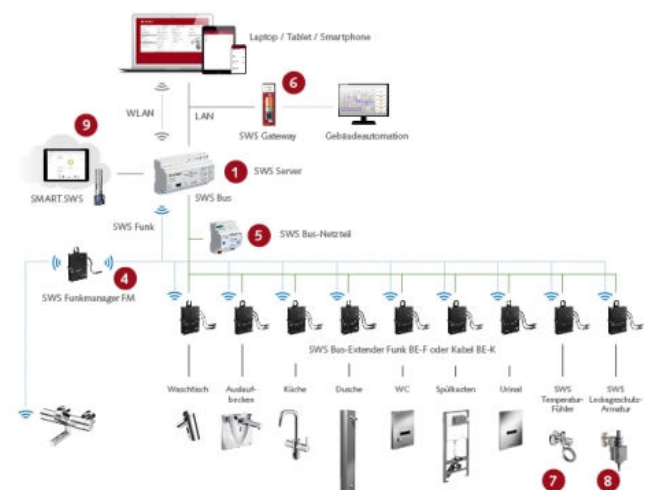 Laptop / Tablet / Smartphone
6
WLAN
LAN
9
SWS Gateway
Gebäudeautomation
1
SWS Server
SMART.SWS
SWS Bus
SWS Funk
5
SWS Bus-Netzteil
4
SWS Funkmanager FM
SWS Bus-Extender Funk BE-F oder Kabel BE-K
Waschtisch
Auslauf-
becken
Küche
Dusche
WC
Spülkasten
Urinal
SWS
Temperatur-
Fühler
SWS
Leckageschutz-
Armatur
7
8